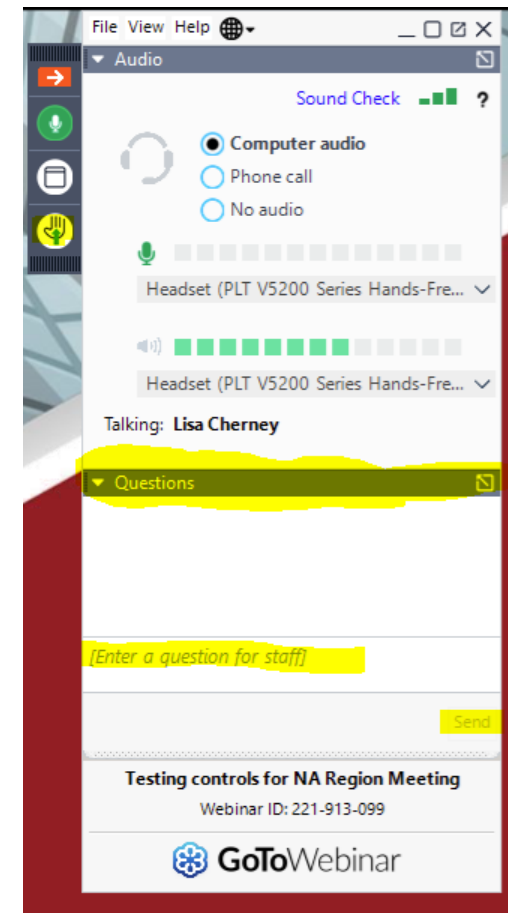 File View Help
Audio
Sound Check ?
Computer audio
Phone call
No audio
Headset (PLT V5200 Series Hands-Fre...
Headset (PLT V5200 Series Hands-Fre...
Talking: Lisa Cherney
Questions
[Enter a question for staff]
Send
Testing controls for NA Region Meeting
Webinar ID: 221-913-099
GoToWebinar